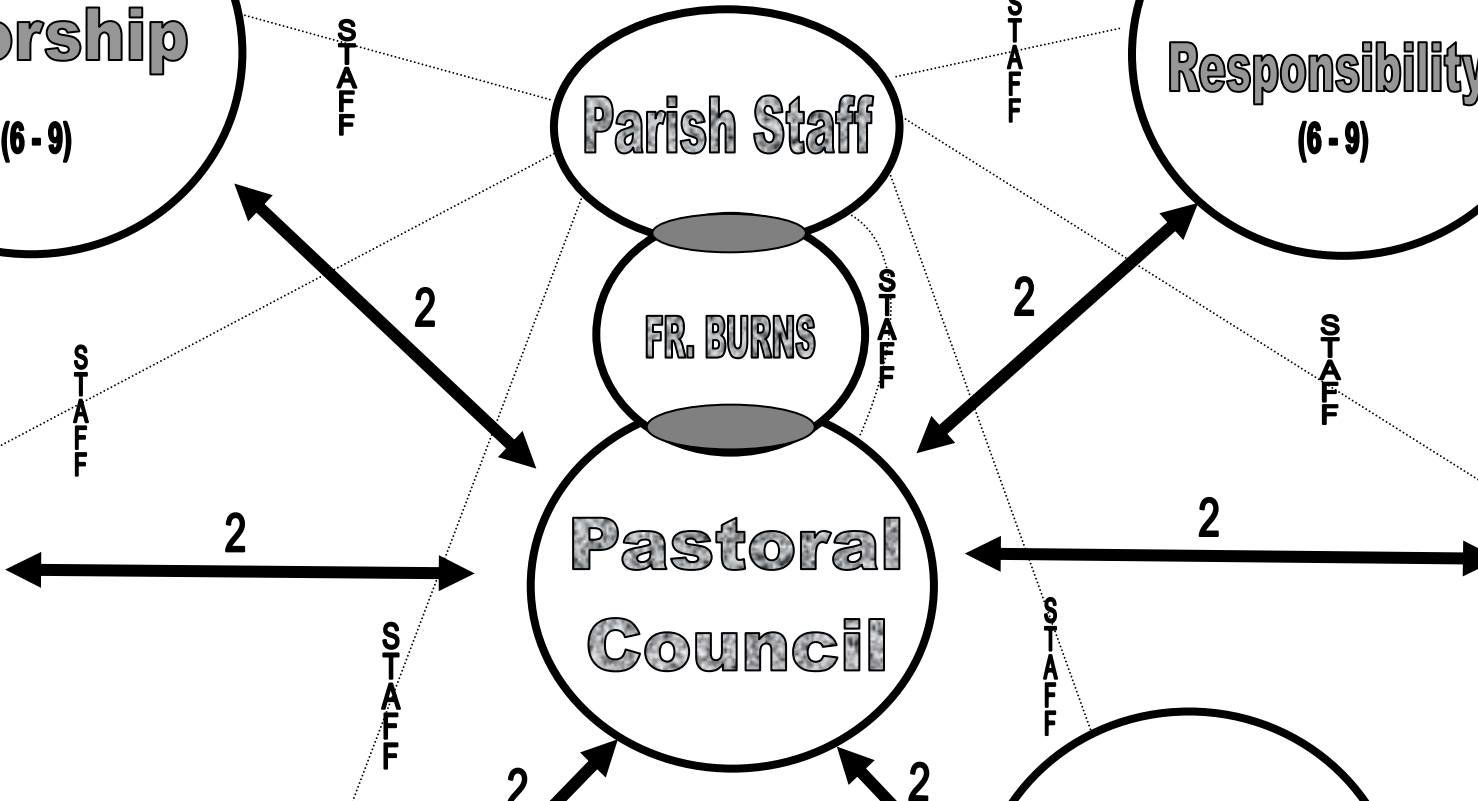 orship
(6 - 9)
STAFF
Parish Staff
STAFF
Responsibility
(6 - 9)
2
FR. BURNS
STAFF
2
STAFF
STAFF
2
2
Pastoral
Council
STAFF
STAFF
2
2